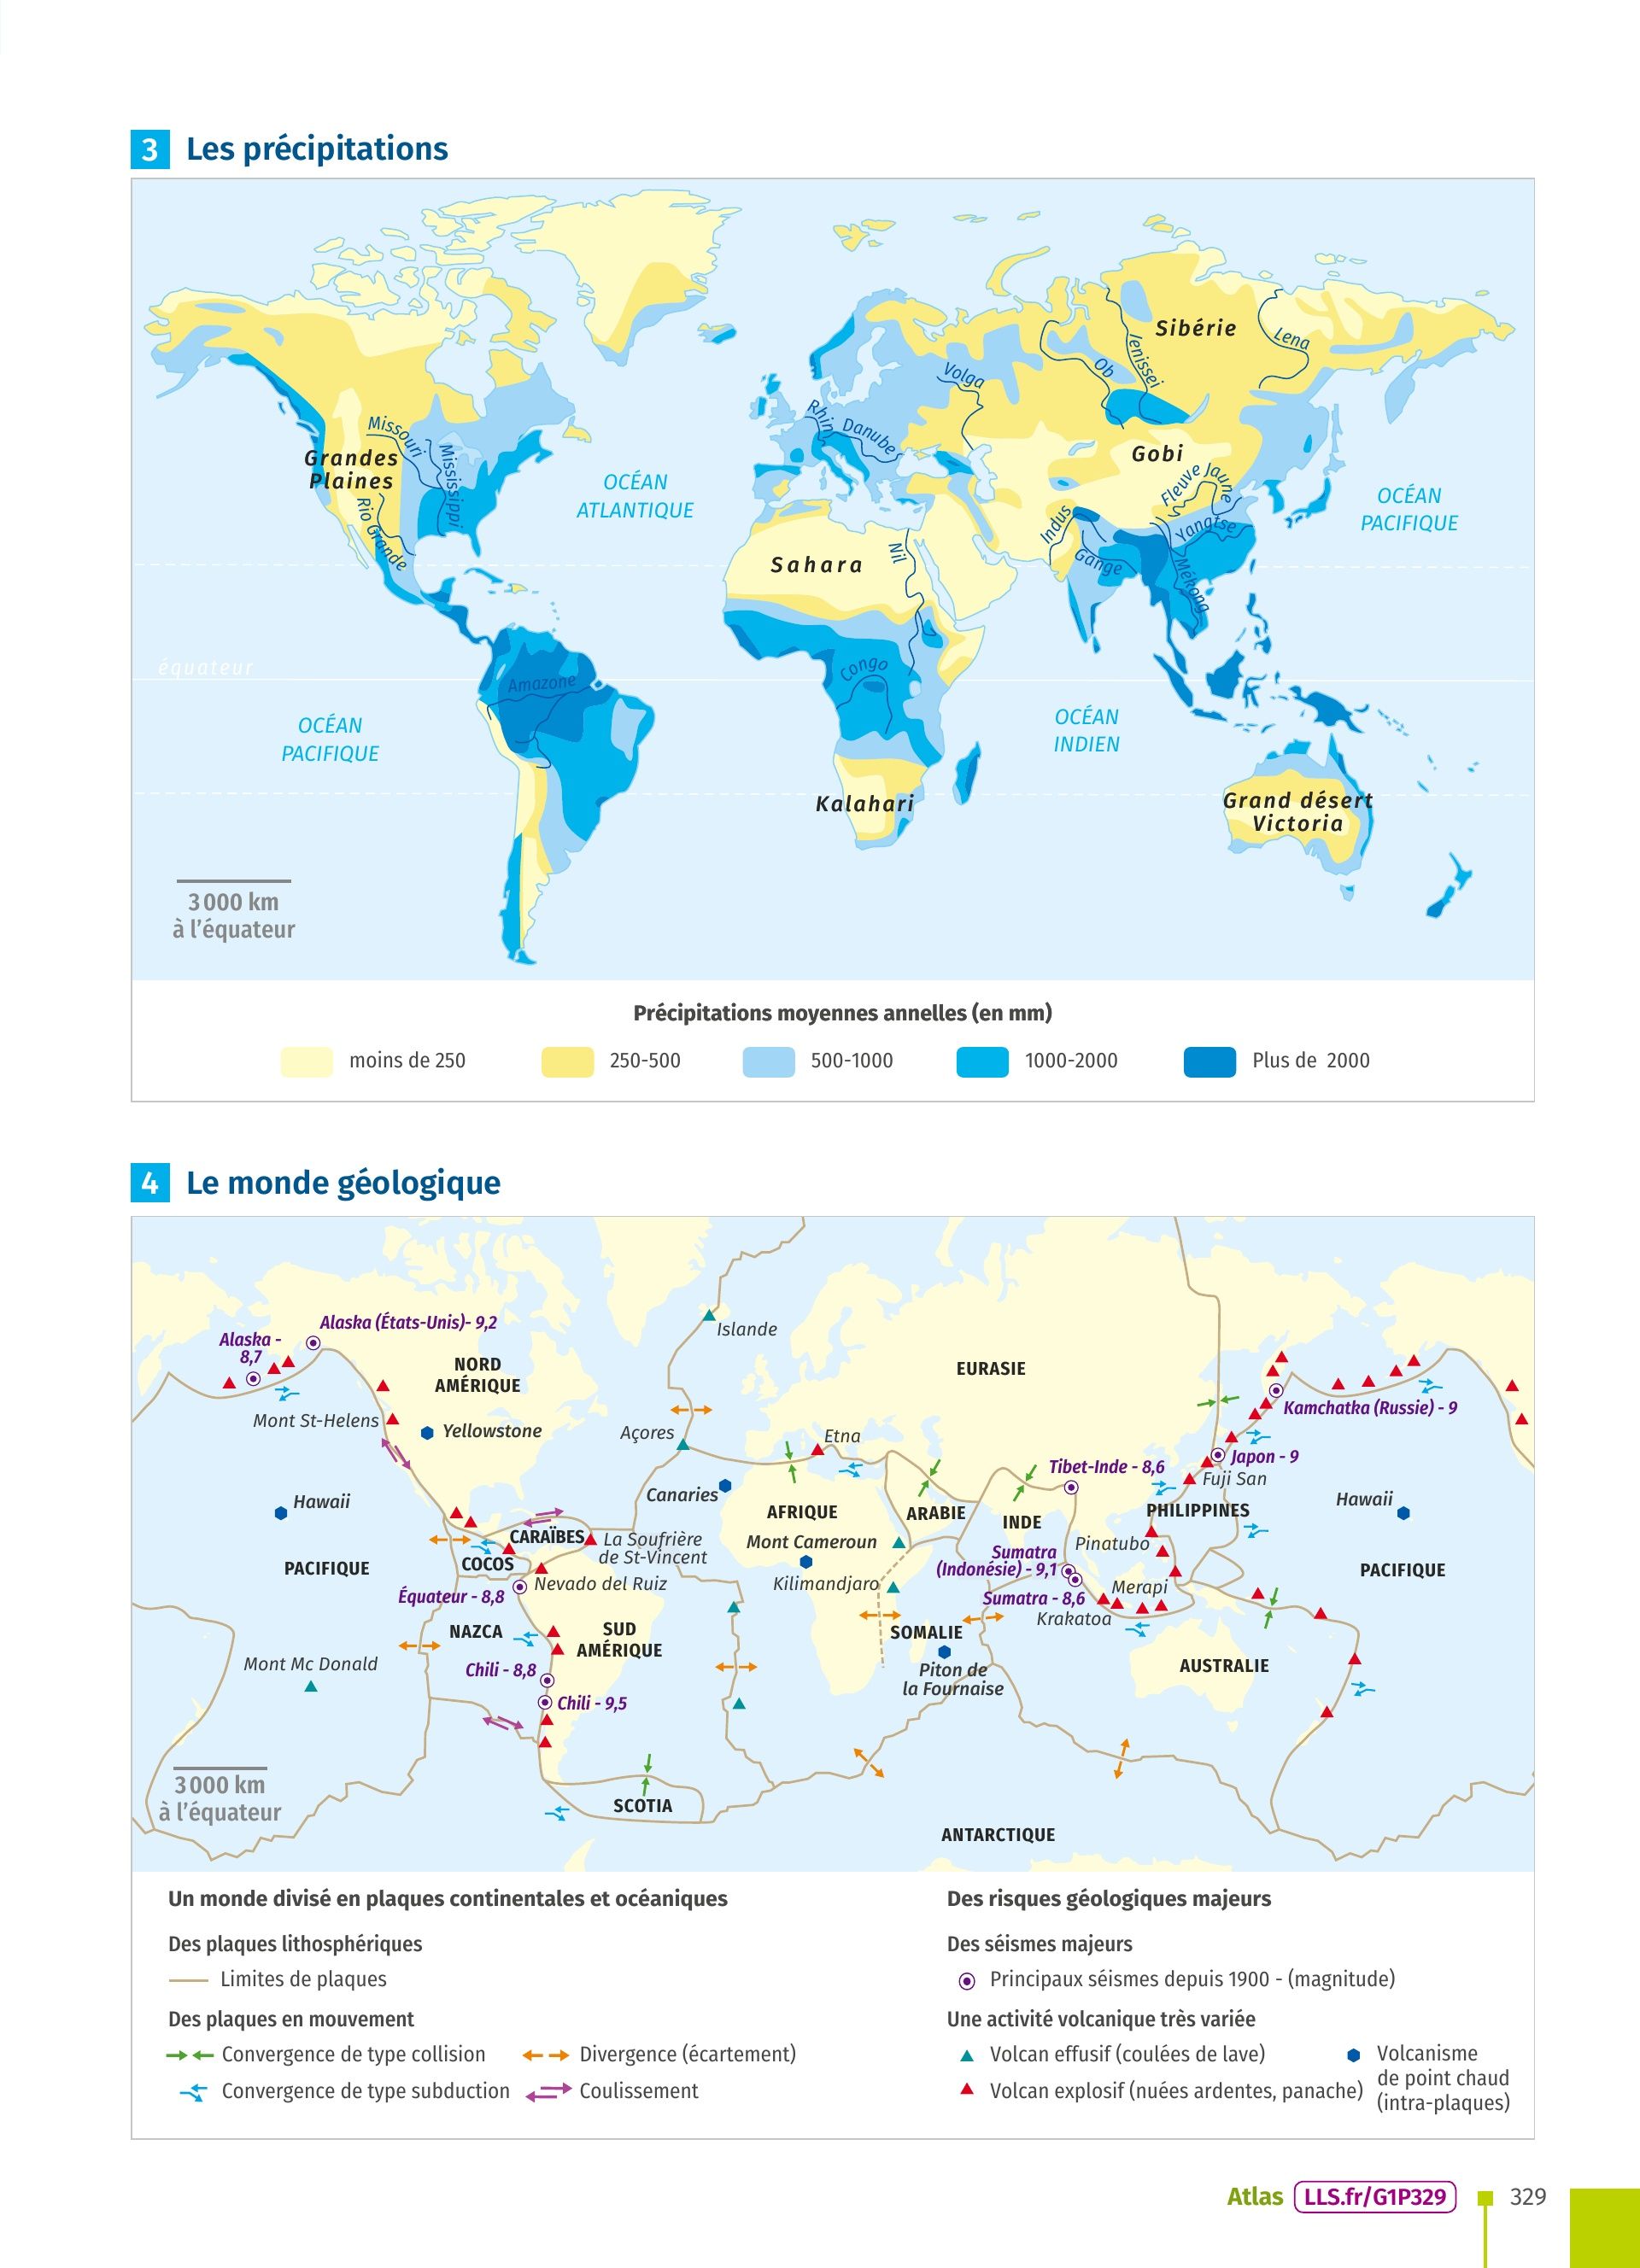 3 Les précipitations
Sibérie
Lena
Ienissei
Ob
Volga
Rhin
Danube
Missouri
Mississippi
Grandes
Plaines
Rio Grande
Gobi
Fleuve Jaune
Yangtse
Indus
Gange
Mékong
OCÉAN
ATLANTIQUE
OCÉAN
PACIFIQUE
Sahara
Nil
Congo
équateur
Amazone
OCÉAN
PACIFIQUE
OCÉAN
INDIEN
Kalahari
Grand désert
Victoria
3 000 km
à l'équateur
Précipitations moyennes annelles (en mm)
moins de 250
250-500
500-1000
1000-2000
Plus de 2000
4 Le monde géologique
Alaska (États-Unis)- 9,2
Alaska -
8,7
NORD
AMÉRIQUE
Mont St-Helens
Yellowstone
Hawaii
PACIFIQUE
CARAÏBES
COCOS
La Soufrière
de St-Vincent
Nevado del Ruiz
Équateur - 8,8
NAZCA
SUD
AMÉRIQUE
Mont Mc Donald
Chili - 8,8
Chili - 9,5
SCOTIA
Islande
Açores
Canaries
Etna
EURASIE
AFRIQUE
ARABIE
INDE
Mont Cameroun
Kilimandjaro
SOMALIE
Piton de
la Fournaise
Tibet-Inde - 8,6
Sumatra
(Indonésie) - 9,1
Sumatra - 8,6
Krakatoa
Merapi
Pinatubo
PHILIPPINES
Fuji San
Japon - 9
Kamchatka (Russie) - 9
Hawaii
PACIFIQUE
AUSTRALIE
ANTARCTIQUE
3 000 km
à l'équateur
Un monde divisé en plaques continentales et océaniques
Des plaques lithosphériques
Limites de plaques
Des plaques en mouvement
Convergence de type collision
Divergence (écartement)
Convergence de type subduction
Coulissement
Des risques géologiques majeurs
Des séismes majeurs
Principaux séismes depuis 1900 - (magnitude)
Une activité volcanique très variée
Volcan effusif (coulées de lave)
Volcan explosif (nuées ardentes, panache)
Volcanisme
de point chaud
(intra-plaques)
Atlas LLS.fr/G1P329 329